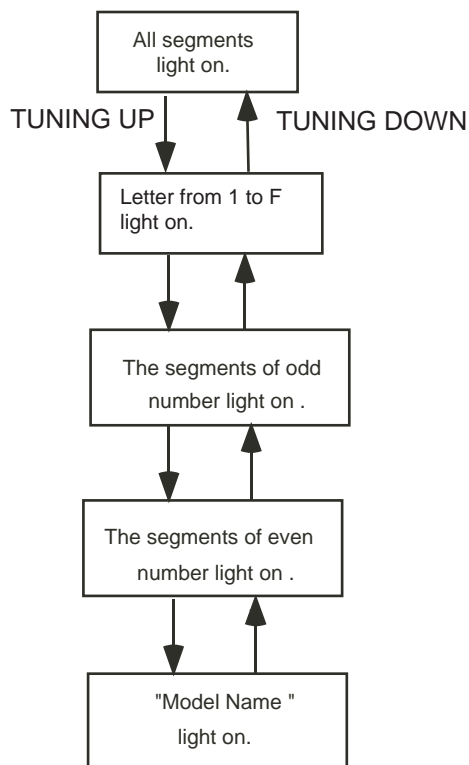 All segments
light on.
TUNING UP
TUNING DOWN
Letter from 1 to F
light on.
The segments of odd
number light on .
The segments of even
number light on .
"Model Name "
light on.